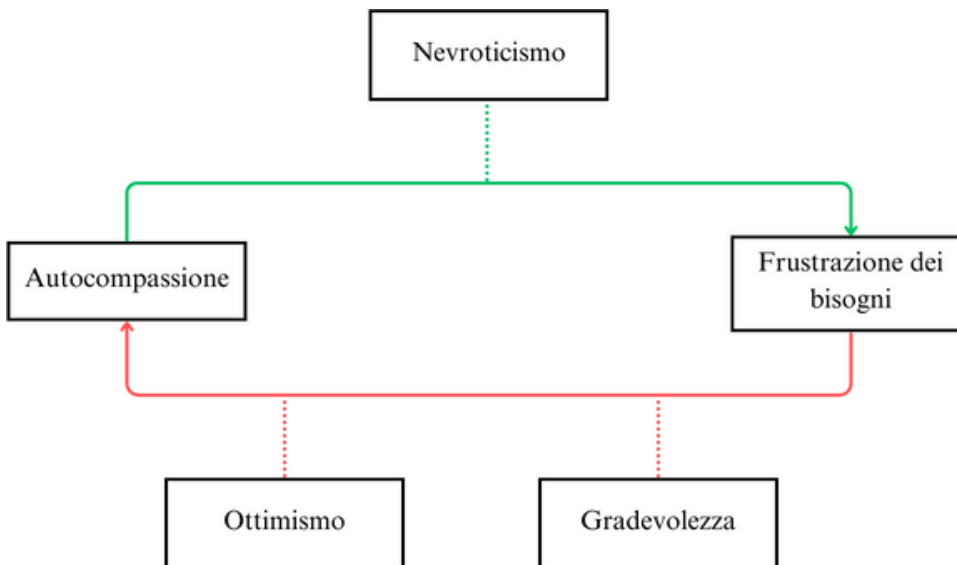 Nevroticismo
Autocompassione
Frustrazione dei
bisogni
Ottimismo
Gradevolezza